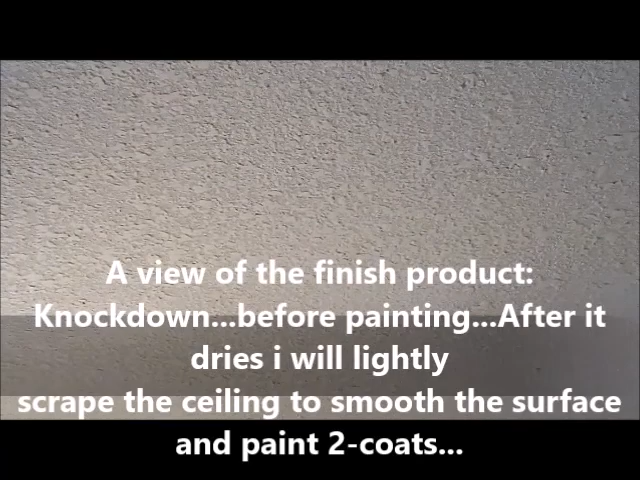 A view of the finish product:
Knockdown...before painting...After it
dries i will lightly
scrape the ceiling to smooth the surface
and paint 2-coats...